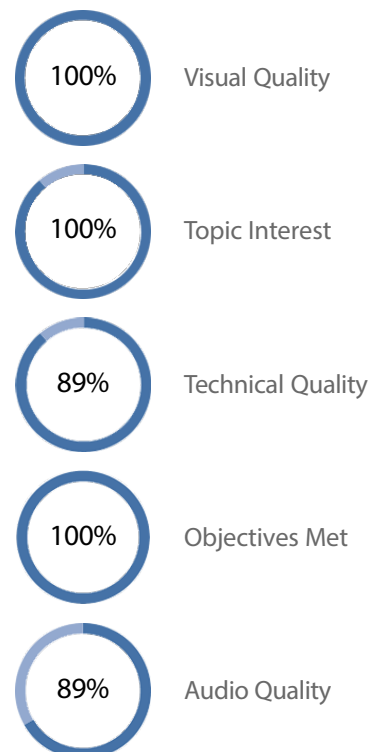 100% Visual Quality
100% Topic Interest
89% Technical Quality
100% Objectives Met
89% Audio Quality